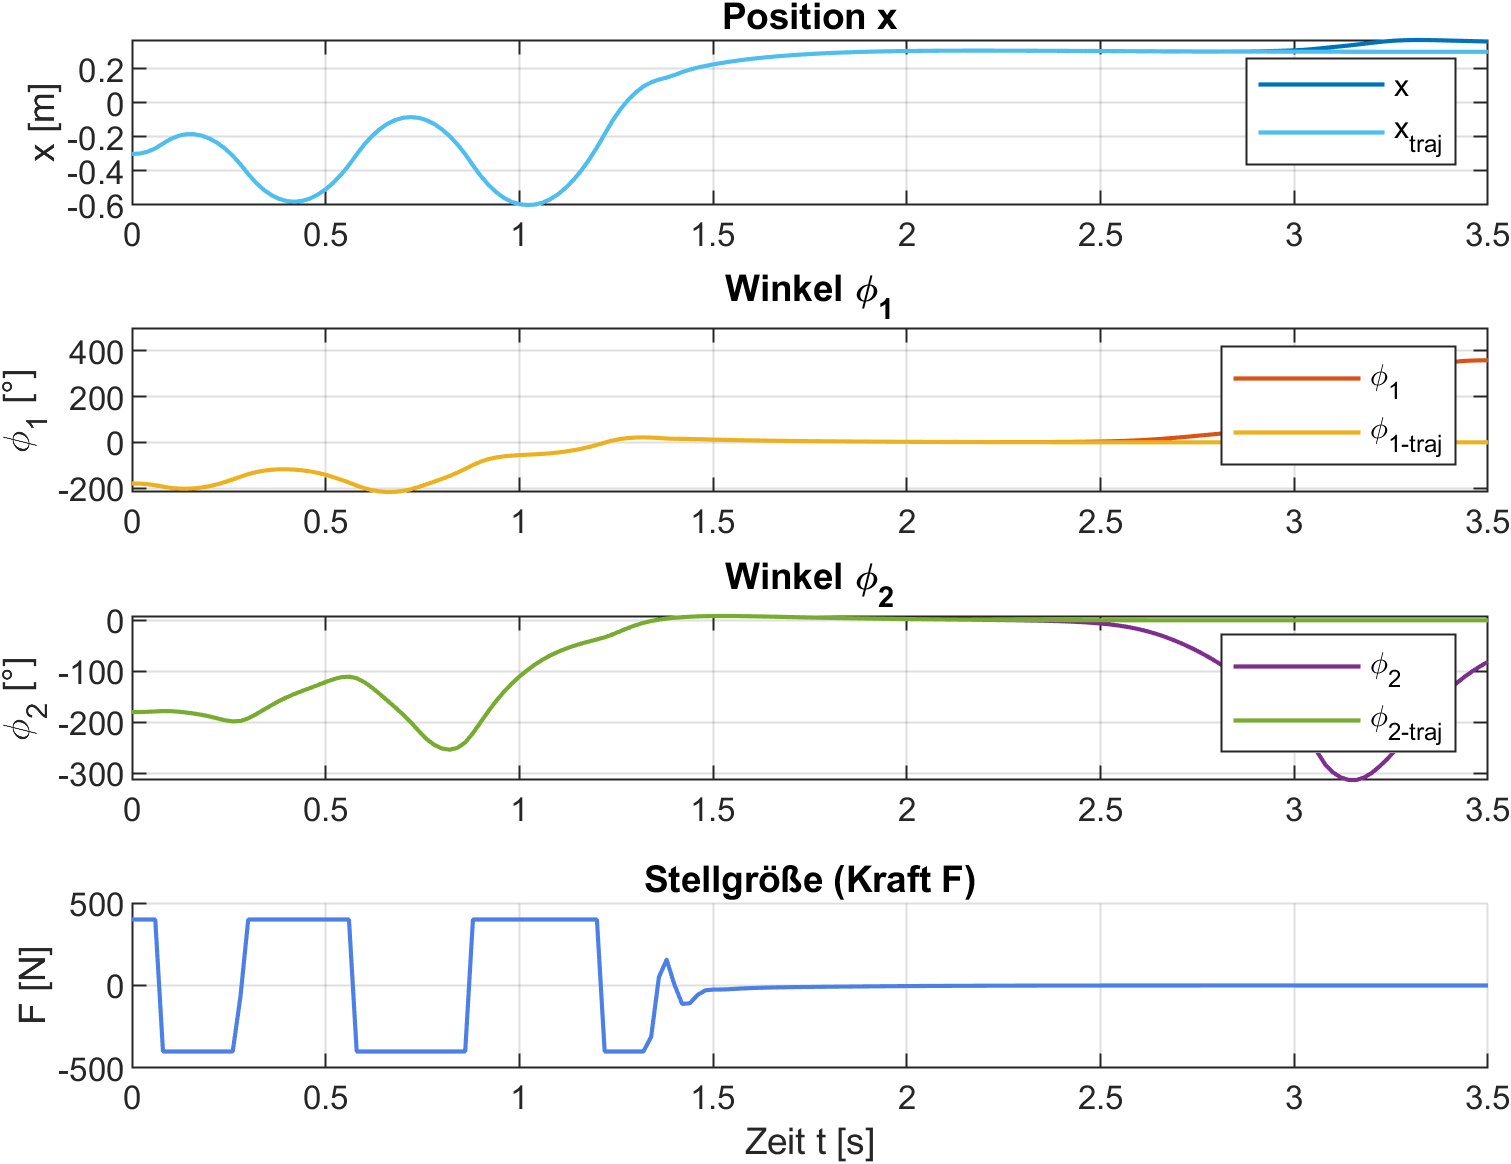 Position x
x [m]
0.2
0
-0.2
-0.4
-0.6
x
x_traj
0 0.5 1 1.5 2 2.5 3 3.5
Winkel ϕ_1
ϕ_1 [°]
400
200
0
-200
ϕ_1
ϕ_1-traj
0 0.5 1 1.5 2 2.5 3 3.5
Winkel ϕ_2
ϕ_2 [°]
0
-100
-200
-300
ϕ_2
ϕ_2-traj
0 0.5 1 1.5 2 2.5 3 3.5
Stellgröße (Kraft F)
F [N]
500
0
-500
0 0.5 1 1.5 2 2.5 3 3.5
Zeit t [s]